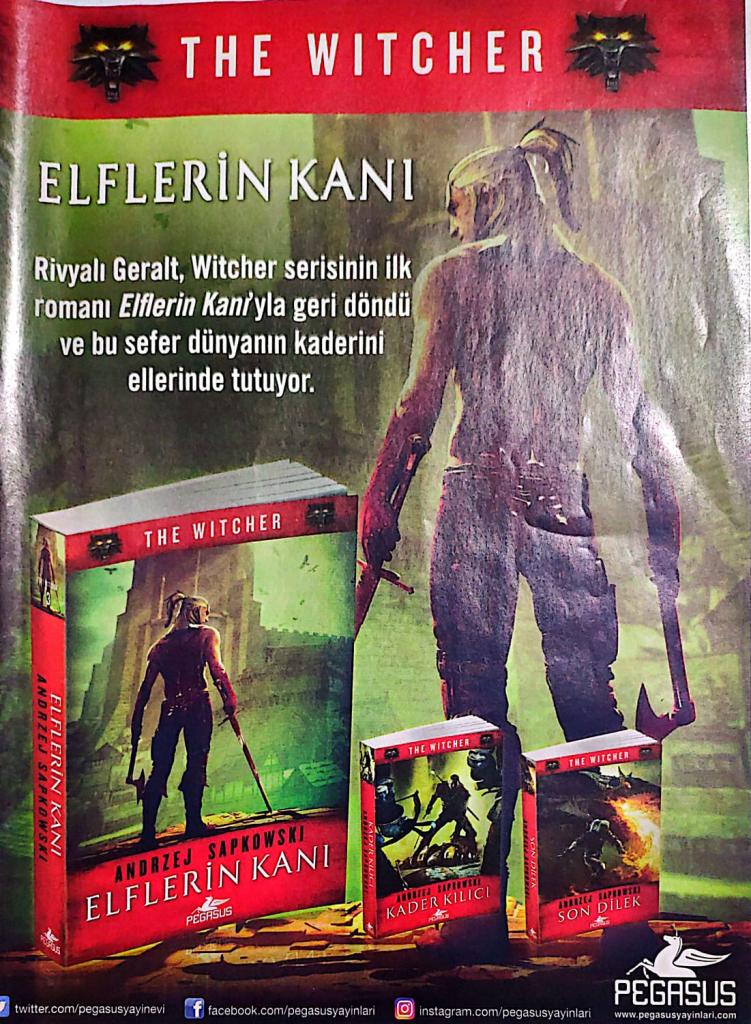 THE WITCHER
ELFLERİN KANI
Rivyalı Geralt, Witcher serisinin ilk
romanı Elflerin Kanı'yla geri döndü
ve bu sefer dünyanın kaderini
ellerinde tutuyor.
THE WITCHER
3
ELFLERİN KANI
ANDRZEJ SAPKOWSKI
ANDRZEJ SAPKOWSKI
ELFLERİN KANI
PEGASUS
PEGASUS
THE WITCHER
KADER KILICI
ANDRZEJ SAPKOWSKI
KADER KILICI
THE WITCHER
SON DİLEK
ANDRZEJ SAPKOWSKI
SON DİLEK
PEGASUS
www.pegasusyayinlari.com
twitter.com/pegasusyayinevi
facebook.com/pegasusyayinlari
instagram.com/pegasusyayinlari